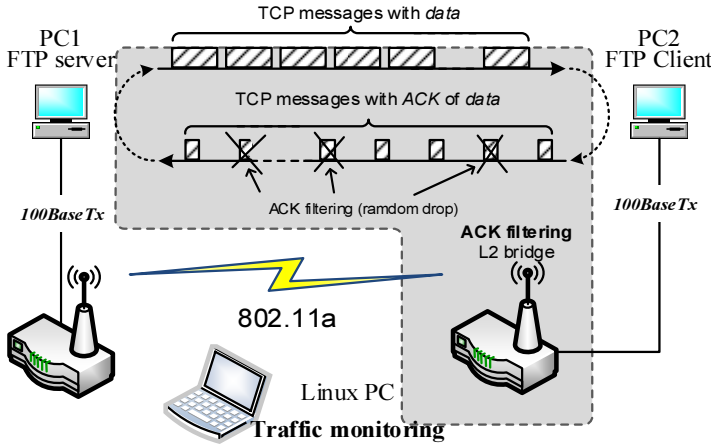 PC1
FTP server
TCP messages with data
PC2
FTP Client
TCP messages with ACK of data
ACK filtering (ramdom drop)
100BaseTx
100BaseTx
ACK filtering
L2 bridge
802.11a
Linux PC
Traffic monitoring